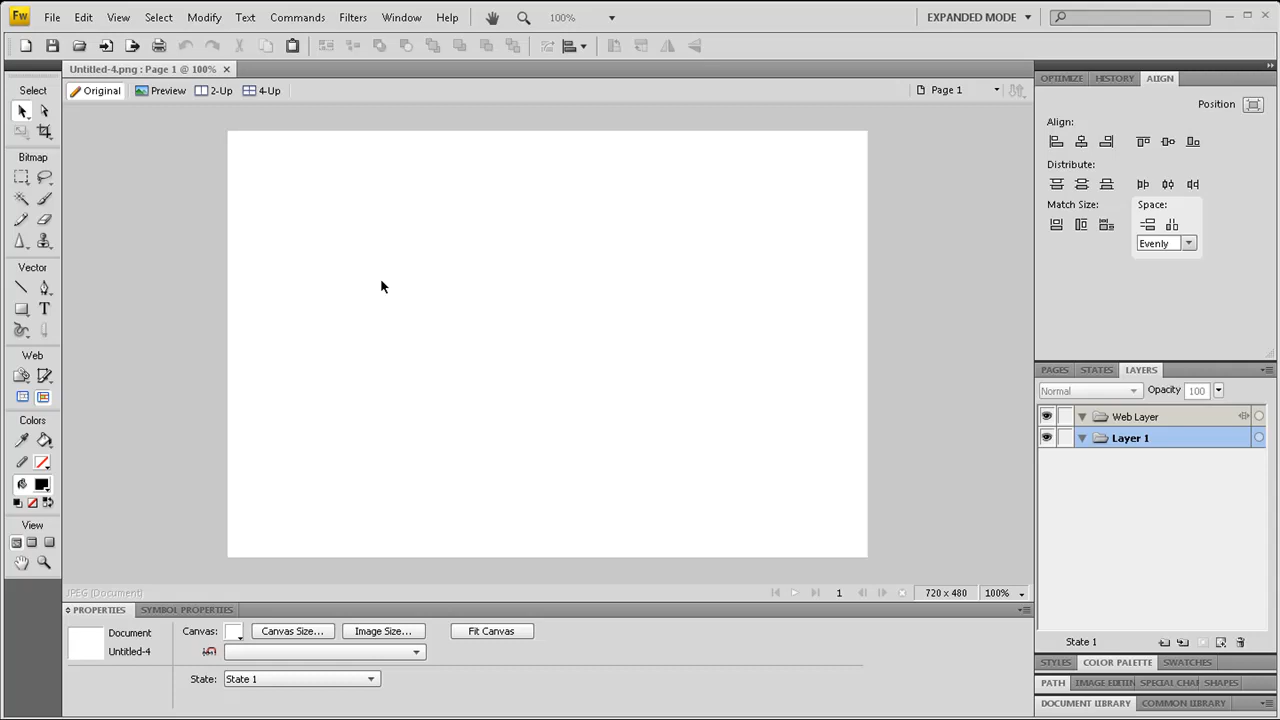 Fw File Edit View Select Modify Text Commands Filters Window Help 100% EXPANDED MODE
Untitled-4.png : Page 1 @ 100%
Original Preview 2-Up 4-Up Page 1
Select
Bitmap
Vector
Web
Colors
View
OPTIMIZE HISTORY ALIGN
Position
Align:
Distribute:
Match Size: Space:
Evenly
PAGES STATES LAYERS
Normal Opacity 100
Web Layer
Layer 1
State 1
STYLES COLOR PALETTE SWATCHES
PATH IMAGE EDITIN SPECIAL CHA SHAPES
DOCUMENT LIBRARY COMMON LIBRARY
JPEG (Document) 1 720 x 480 100%
PROPERTIES SYMBOL PROPERTIES
Document Canvas: Canvas Size... Image Size... Fit Canvas
Untitled-4
State: State 1